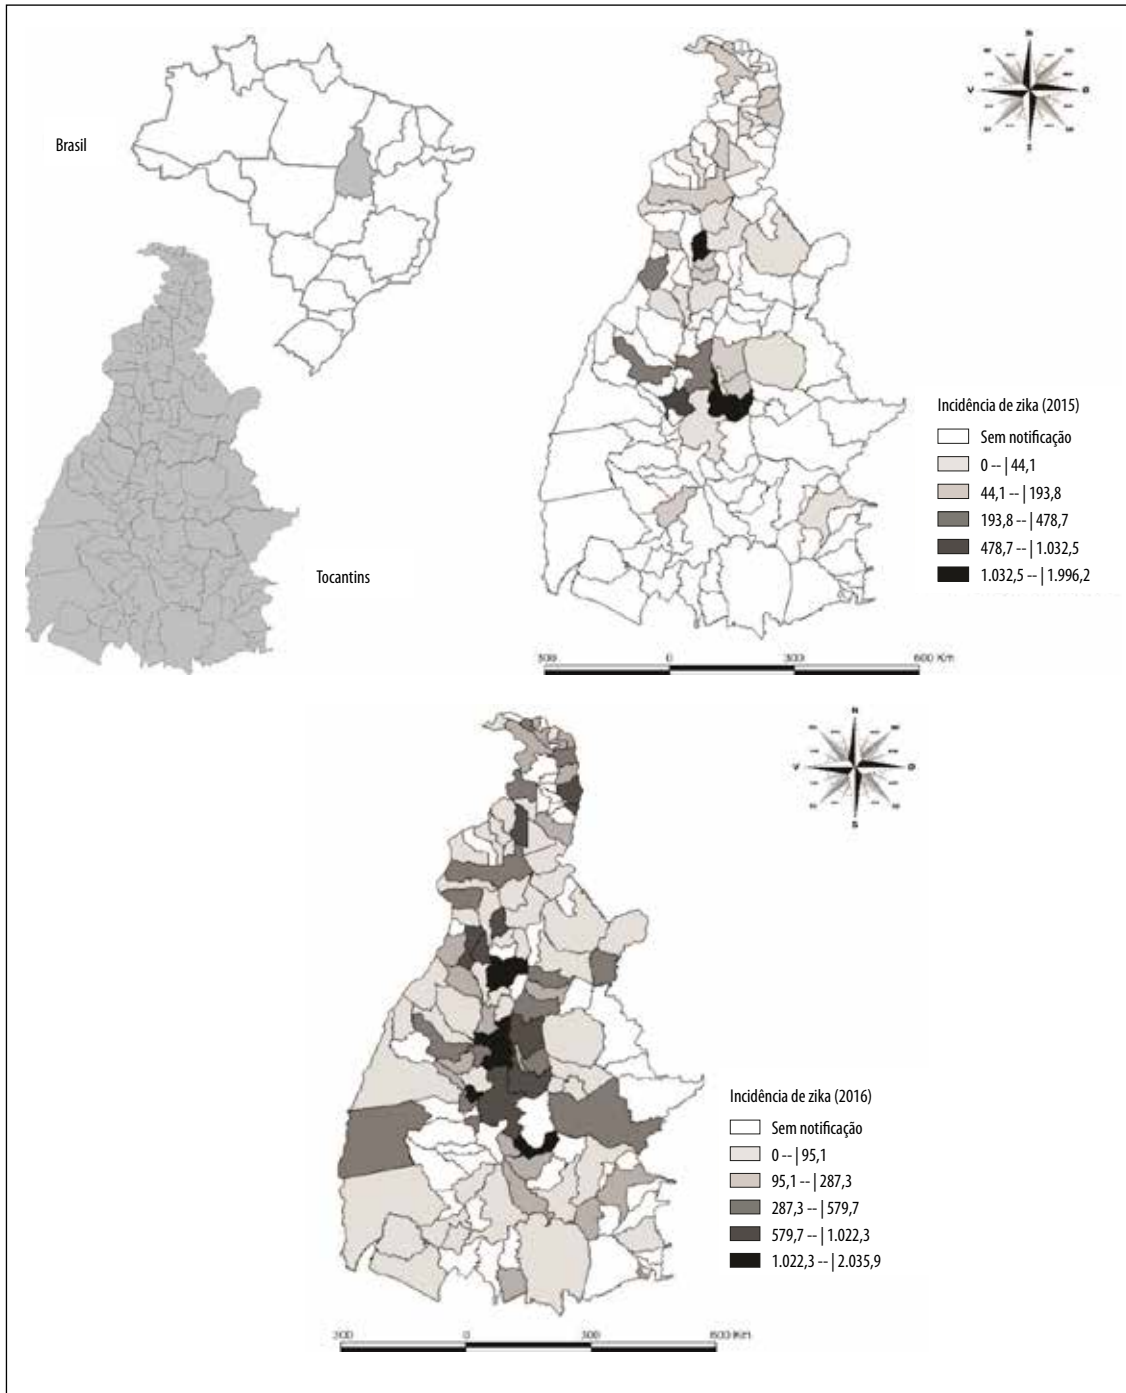 Brasil
Tocantins
N
Incidência de zika (2015)
Sem notificação
0 -- | 44,1
44,1 -- | 193,8
193,8 -- | 478,7
478,7 -- | 1.032,5
1.032,5 -- | 1.996,2
300 0 300 600 Km
N
S
Incidência de zika (2016)
Sem notificação
0 -- | 95,1
95,1 -- | 287,3
287,3 -- | 579,7
579,7 -- | 1.022,3
1.022,3 -- | 2.035,9
300 0 300 600 Km